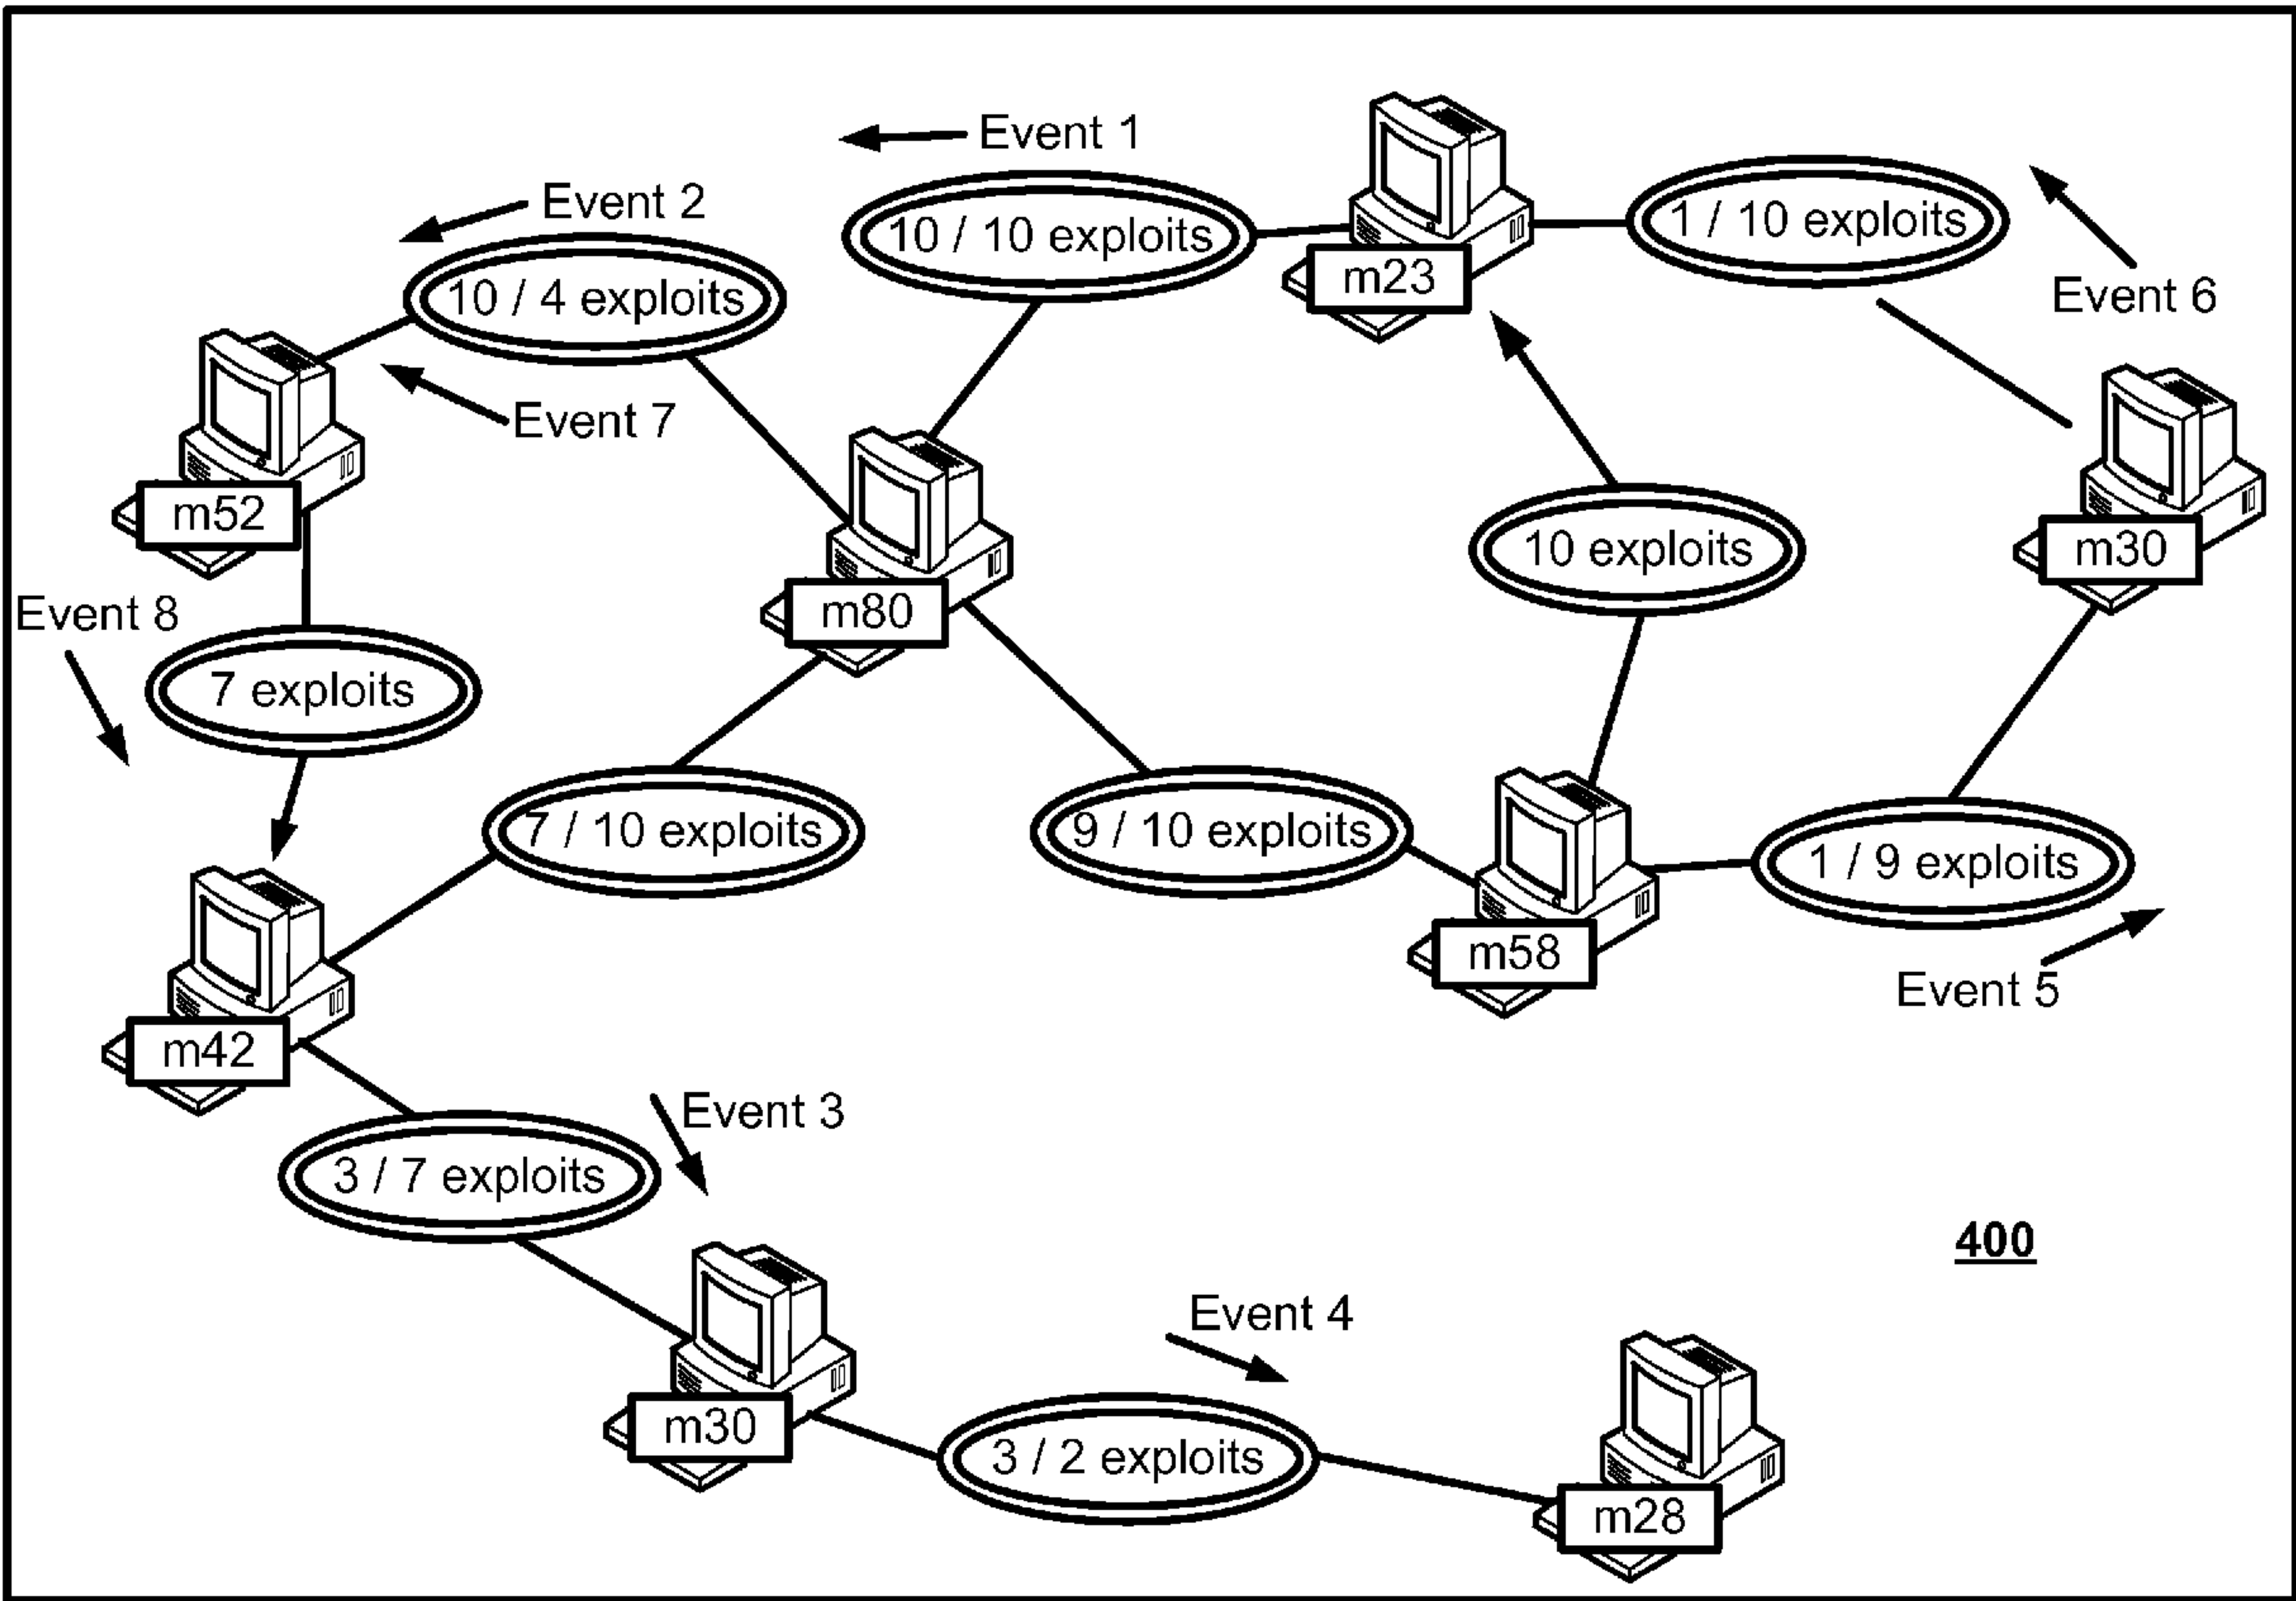 Event 1
Event 2
10 / 10 exploits
1 / 10 exploits
m23
Event 6
10 / 4 exploits
Event 7
m52
10 exploits
m30
m80
Event 8
7 exploits
7 / 10 exploits
9 / 10 exploits
1 / 9 exploits
m58
Event 5
m42
Event 3
3 / 7 exploits
400
Event 4
m30
3 / 2 exploits
m28